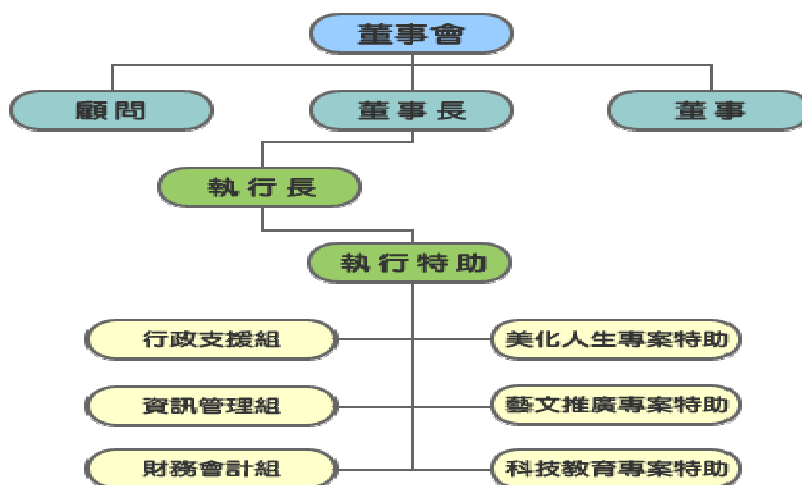 董事會
顧問
董事長
董事
執行長
執行特助
行政支援組
美化人生專案特助
資訊管理組
藝文推廣專案特助
財務會計組
科技教育專案特助